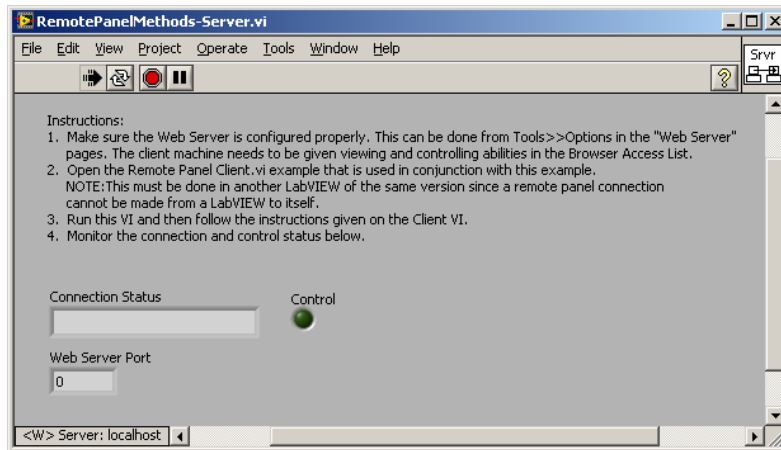 RemotePanelMethods-Server.vi
File Edit View Project Operate Tools Window Help
Srvr
Instructions:
1. Make sure the Web Server is configured properly. This can be done from Tools>>Options in the "Web Server"
pages. The client machine needs to be given viewing and controlling abilities in the Browser Access List.
2. Open the Remote Panel Client.vi example that is used in conjunction with this example.
NOTE:This must be done in another LabVIEW of the same version since a remote panel connection
cannot be made from a LabVIEW to itself.
3. Run this VI and then follow the instructions given on the Client VI.
4. Monitor the connection and control status below.
Connection Status Control
Web Server Port
0
<W> Server: localhost